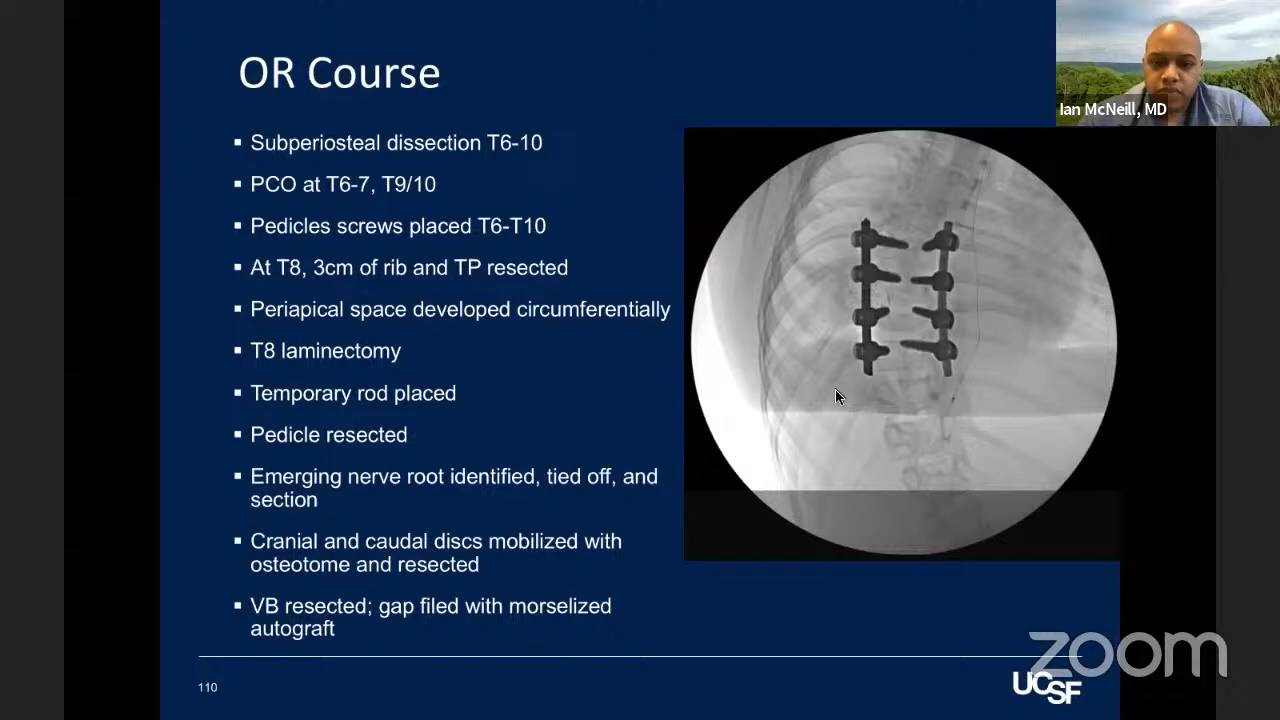 OR Course
Ian McNeill, MD
▪ Subperiosteal dissection T6-10
▪ PCO at T6-7, T9/10
▪ Pedicles screws placed T6-T10
▪ At T8, 3cm of rib and TP resected
▪ Periapical space developed circumferentially
▪ T8 laminectomy
▪ Temporary rod placed
▪ Pedicle resected
▪ Emerging nerve root identified, tied off, and
section
▪ Cranial and caudal discs mobilized with
osteotome and resected
▪ VB resected; gap filed with morselized
autograft
zoom
110
UCSF